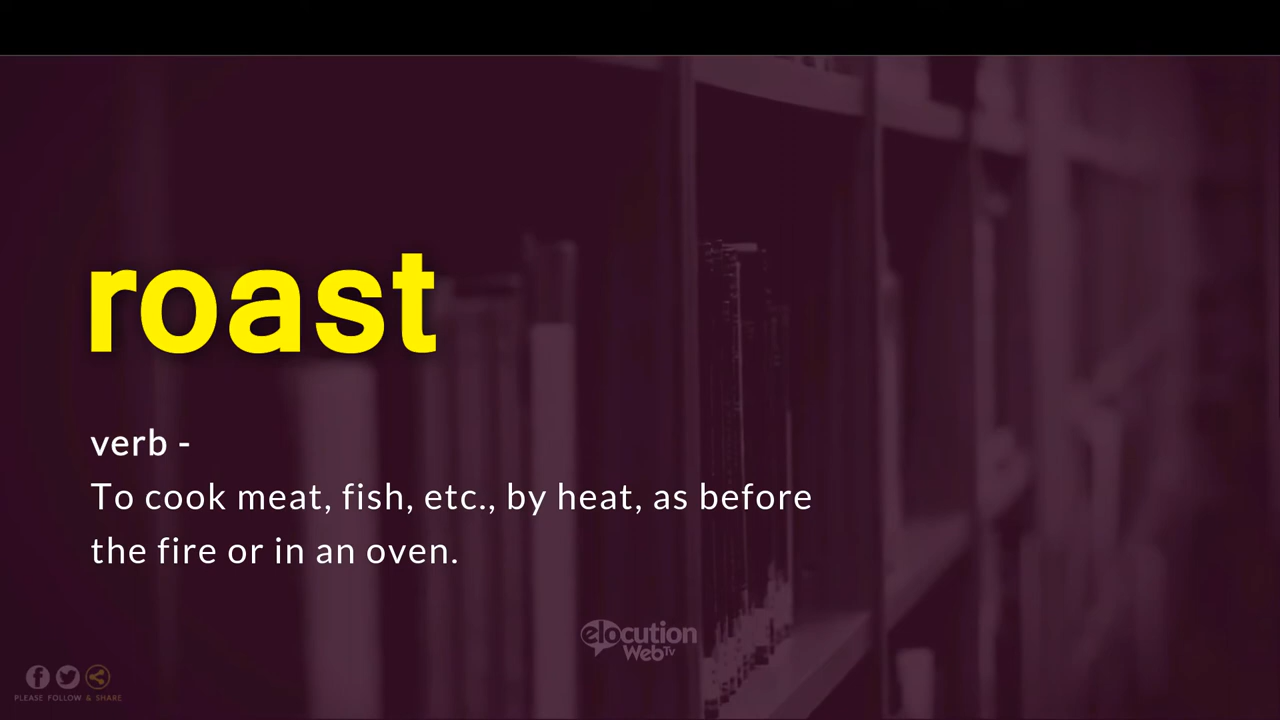 roast
verb -
To cook meat, fish, etc., by heat, as before
the fire or in an oven.
elocution
WebTv
PLEASE FOLLOW & SHARE